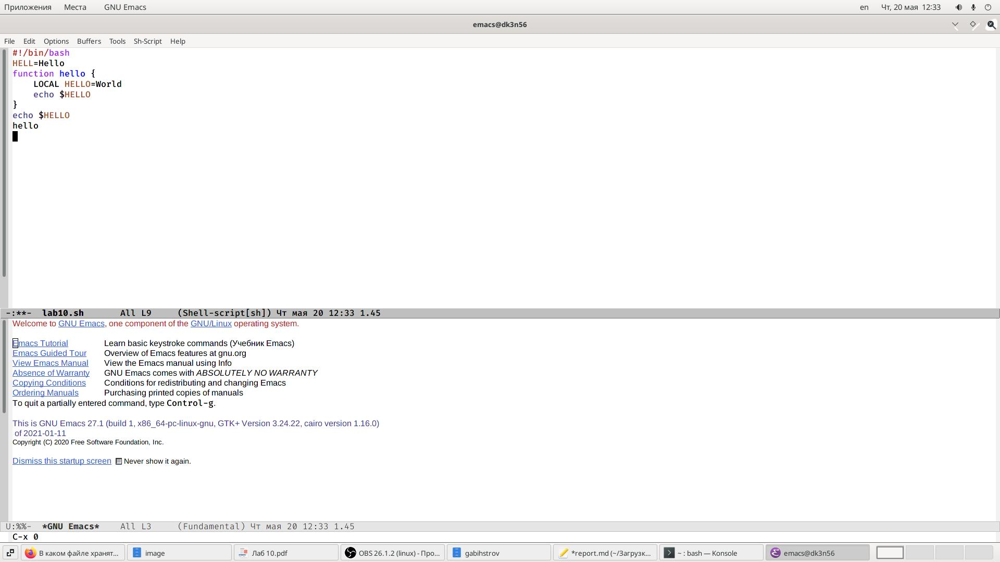 Приложения Места GNU Emacs en Чт, 20 мая 12:33
emacs@dk3n56
File Edit Options Buffers Tools Sh-Script Help
#!/bin/bash
HELL=Hello
function hello {
    LOCAL HELLO=World
    echo $HELLO
}
echo $HELLO
hello
-:**- lab10.sh All L9 (Shell-script[sh]) Чт мая 20 12:33 1.45
Welcome to GNU Emacs, one component of the GNU/Linux operating system.
Emacs Tutorial Learn basic keystroke commands (Учебник Emacs)
Emacs Guided Tour Overview of Emacs features at gnu.org
View Emacs Manual View the Emacs manual using Info
Absence of Warranty GNU Emacs comes with ABSOLUTELY NO WARRANTY
Copying Conditions Conditions for redistributing and changing Emacs
Ordering Manuals Purchasing printed copies of manuals
To quit a partially entered command, type Control-g.
This is GNU Emacs 27.1 (build 1, x86_64-pc-linux-gnu, GTK+ Version 3.24.22, cairo version 1.16.0)
of 2021-01-11
Copyright (C) 2020 Free Software Foundation, Inc.
Dismiss this startup screen Never show it again.
U:%%- *GNU Emacs* All L3 (Fundamental) Чт мая 20 12:33 1.45
C-x 0
В каком файле хранят... image Лаб 10.pdf OBS 26.1.2 (linux) - Про... gabihstrov *report.md (~/Загрузк... ~ : bash — Konsole emacs@dk3n56